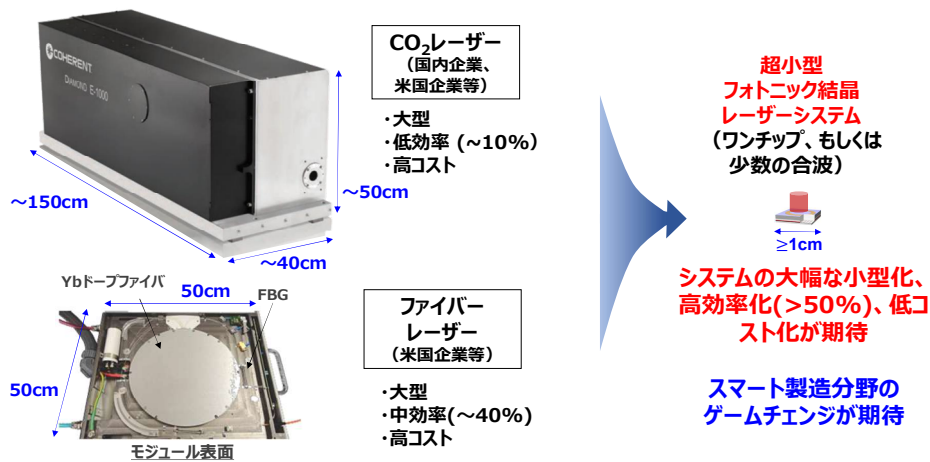 COHERENT
DIAMOND E-1000
～150cm
～40cm
～50cm
CO₂レーザー
（国内企業、
米国企業等）
・大型
・低効率 (~10%)
・高コスト
Ybドープファイバ
50cm
FBG
50cm
モジュール表面
ファイバー
レーザー
（米国企業等）
・大型
・中効率(～40%)
・高コスト
超小型
フォトニック結晶
レーザーシステム
（ワンチップ、もしくは
少数の合波）
≥1cm
システムの大幅な小型化、
高効率化(>50%)、低コ
スト化が期待
スマート製造分野の
ゲームチェンジが期待